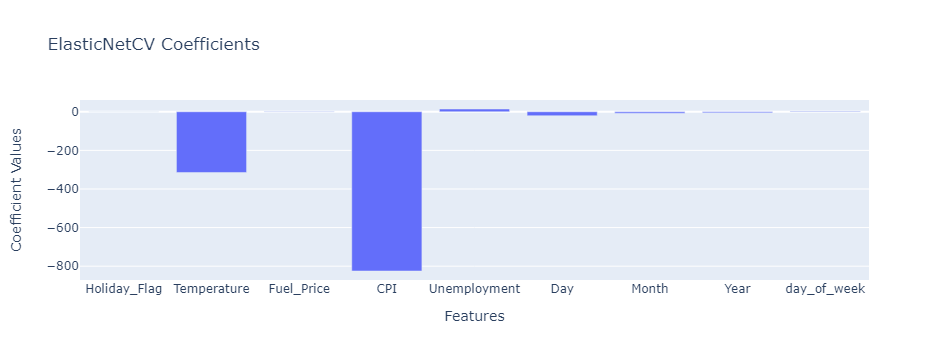 ElasticNetCV Coefficients
Coefficient Values
0
−200
−400
−600
−800
Holiday_Flag Temperature Fuel_Price CPI Unemployment Day Month Year day_of_week
Features